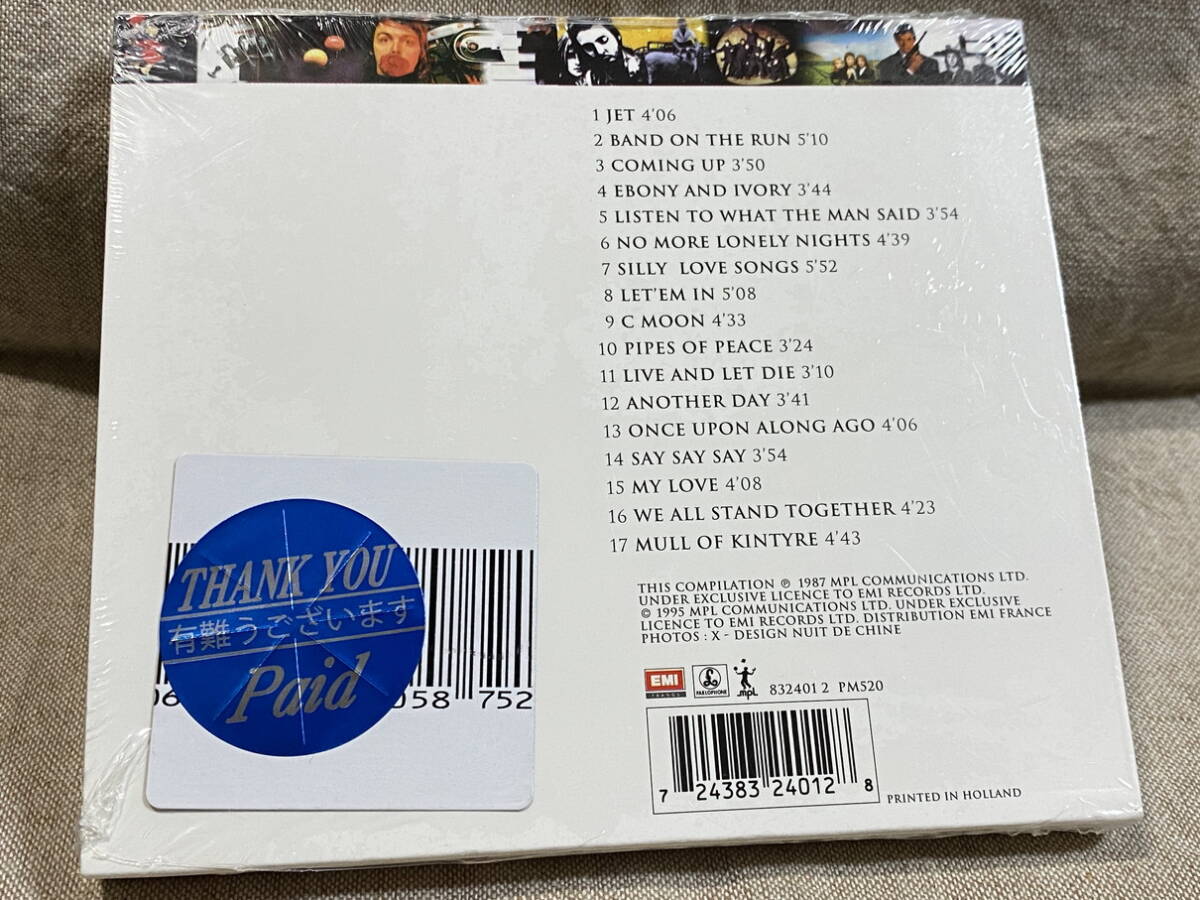 1 JET 4'06
2 BAND ON THE RUN 5'10
3 COMING UP 3'50
4 EBONY AND IVORY 3'44
5 LISTEN TO WHAT THE MAN SAID 3'54
6 NO MORE LONELY NIGHTS 4'39
7 SILLY LOVE SONGS 5'52
8 LET'EM IN 5'08
9 C MOON 4'33
10 PIPES OF PEACE 3'24
11 LIVE AND LET DIE 3'10
12 ANOTHER DAY 3'41
13 ONCE UPON ALONG AGO 4'06
14 SAY SAY SAY 3'54
15 MY LOVE 4'08
16 WE ALL STAND TOGETHER 4'23
17 MULL OF KINTYRE 4'43
THIS COMPILATION ℗ 1987 MPL COMMUNICATIONS LTD.
UNDER EXCLUSIVE LICENCE TO EMI RECORDS LTD.
© 1995 MPL COMMUNICATIONS LTD. UNDER EXCLUSIVE
LICENCE TO EMI RECORDS LTD. DISTRIBUTION EMI FRANCE
PHOTOS : X - DESIGN NUIT DE CHINE
EMI
FRANCE
PARLOPHONE
mpl
832401 2 PM520
7 24383 24012 8
PRINTED IN HOLLAND
THANK YOU
有難うございます
Paid
058 752